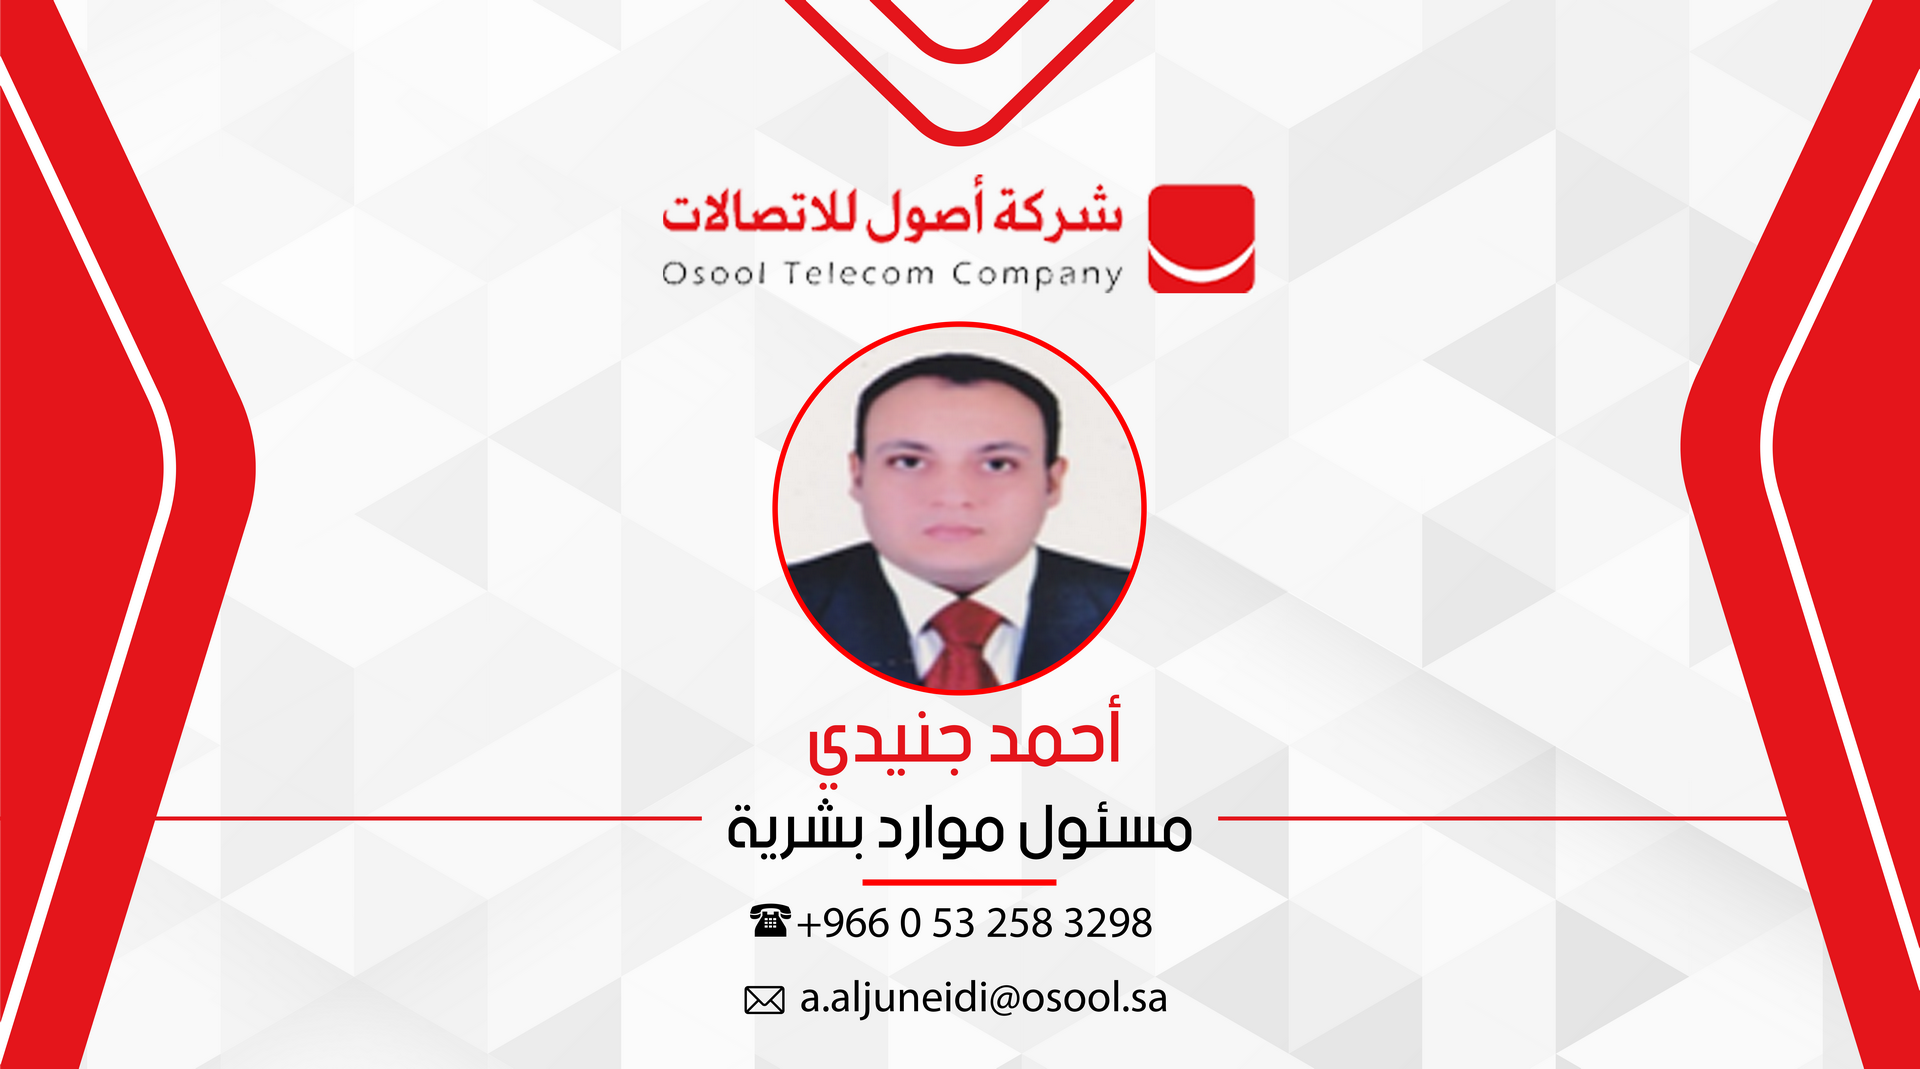 شركة أصول للاتصالات
Osool Telecom Company
أحمد جنيدي
مسئول موارد بشرية
+966 0 53 258 3298
a.aljuneidi@osool.sa